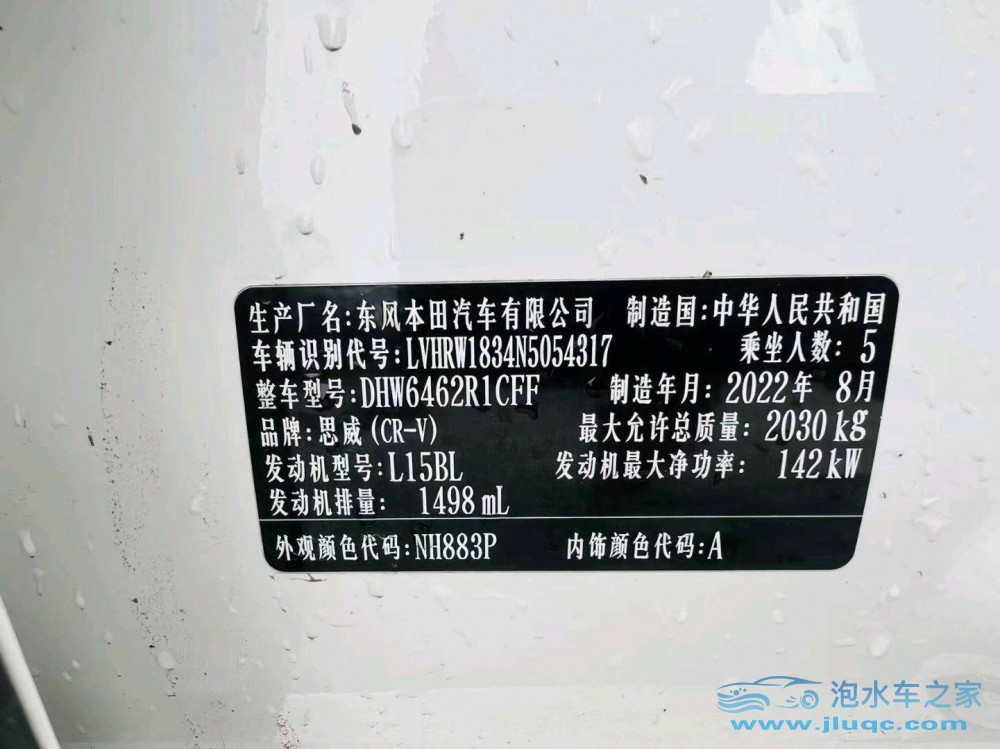 生产厂名:东风本田汽车有限公司 制造国:中华人民共和国
车辆识别代号:LVHRW1834N5054317 乘坐人数:5
整车型号:DHW6462R1CFF 制造年月:2022年 8月
品牌:思威(CR-V) 最大允许总质量:2030kg
发动机型号:L15BL 发动机最大净功率: 142kW
发动机排量: 1498mL
外观颜色代码:NH883P 内饰颜色代码:A
泡水车之家
www.jluqc.com